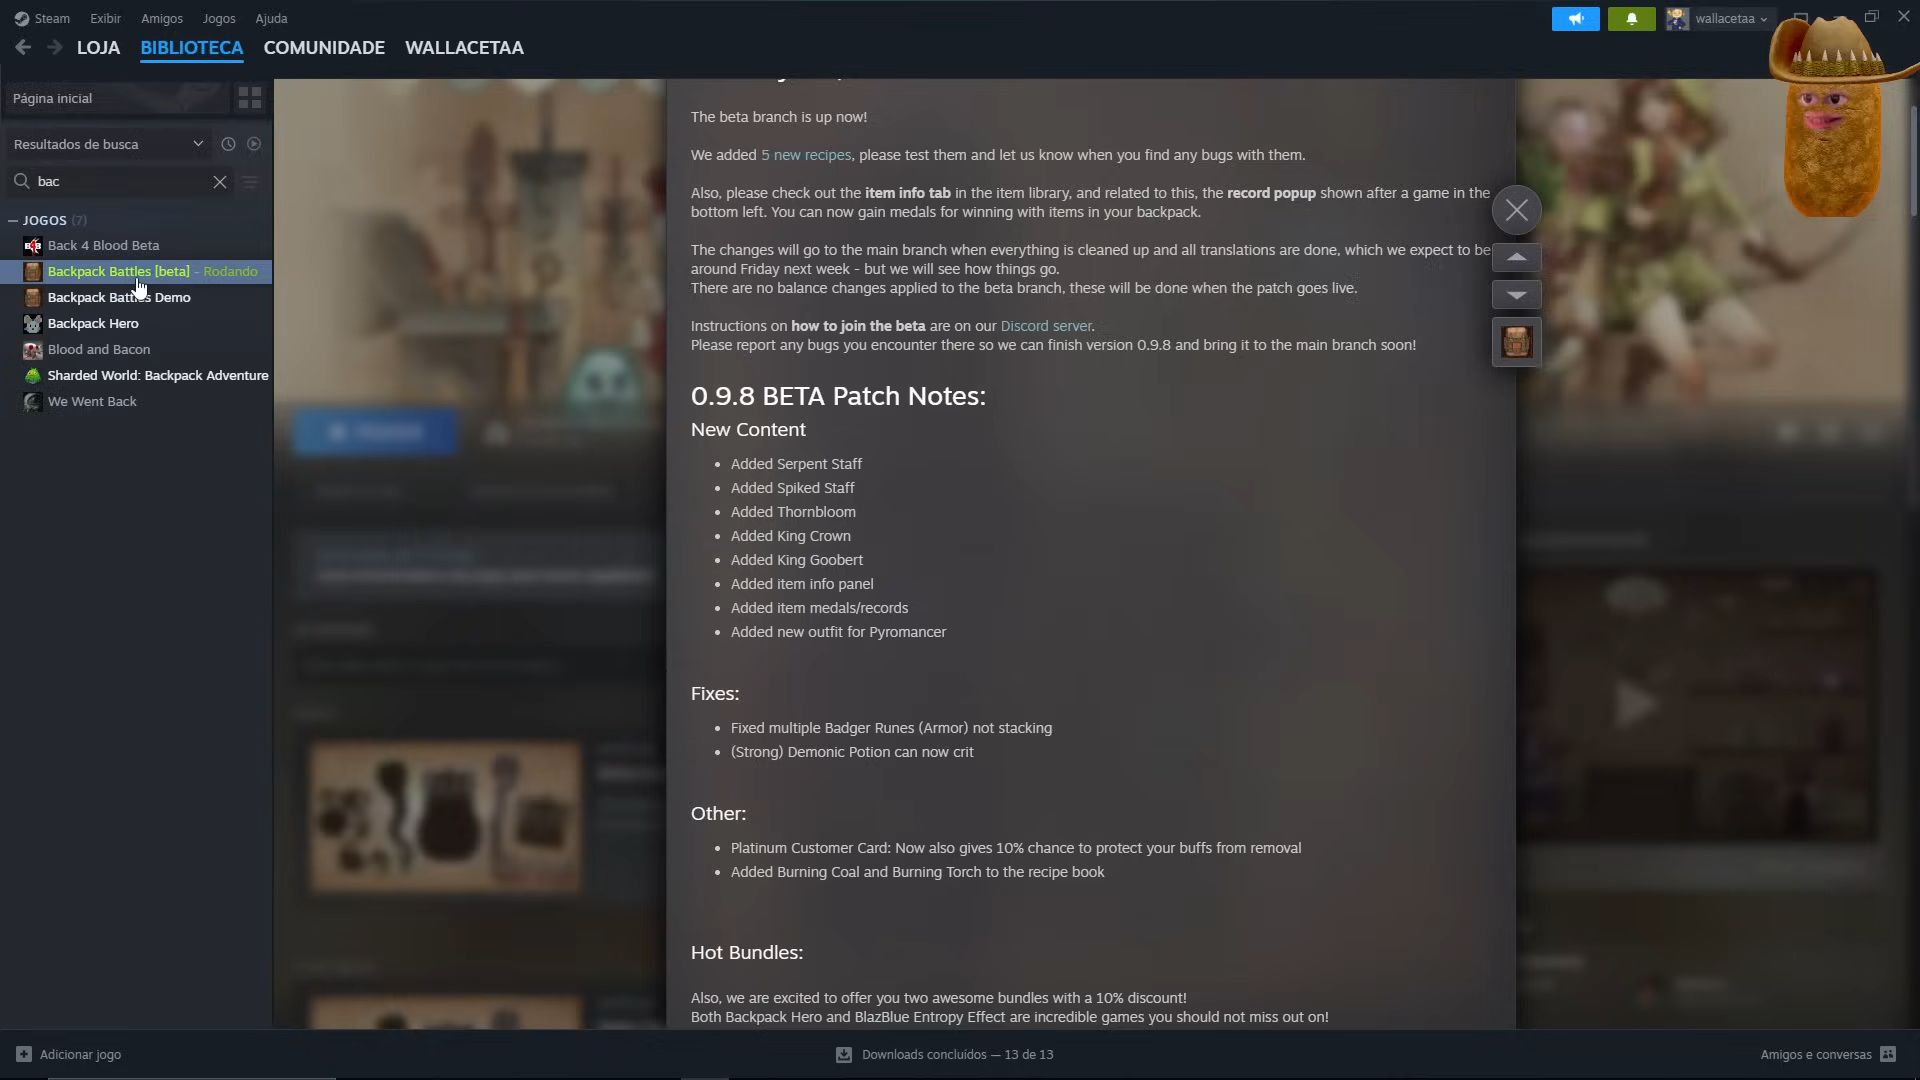 Steam Exibir Amigos Jogos Ajuda
wallacetaa
LOJA BIBLIOTECA COMUNIDADE WALLACETAA
Página inicial
Resultados de busca
bac
JOGOS (7)
Back 4 Blood Beta
Backpack Battles [beta] - Rodando
Backpack Battles Demo
Backpack Hero
Blood and Bacon
Sharded World: Backpack Adventure
We Went Back
The beta branch is up now!
We added 5 new recipes, please test them and let us know when you find any bugs with them.
Also, please check out the item info tab in the item library, and related to this, the record popup shown after a game in the
bottom left. You can now gain medals for winning with items in your backpack.
The changes will go to the main branch when everything is cleaned up and all translations are done, which we expect to be
around Friday next week - but we will see how things go.
There are no balance changes applied to the beta branch, these will be done when the patch goes live.
Instructions on how to join the beta are on our Discord server.
Please report any bugs you encounter there so we can finish version 0.9.8 and bring it to the main branch soon!
0.9.8 BETA Patch Notes:
New Content
• Added Serpent Staff
• Added Spiked Staff
• Added Thornbloom
• Added King Crown
• Added King Goobert
• Added item info panel
• Added item medals/records
• Added new outfit for Pyromancer
Fixes:
• Fixed multiple Badger Runes (Armor) not stacking
• (Strong) Demonic Potion can now crit
Other:
• Platinum Customer Card: Now also gives 10% chance to protect your buffs from removal
• Added Burning Coal and Burning Torch to the recipe book
Hot Bundles:
Also, we are excited to offer you two awesome bundles with a 10% discount!
Both Backpack Hero and BlazBlue Entropy Effect are incredible games you should not miss out on!
Adicionar jogo
Downloads concluídos — 13 de 13
Amigos e conversas